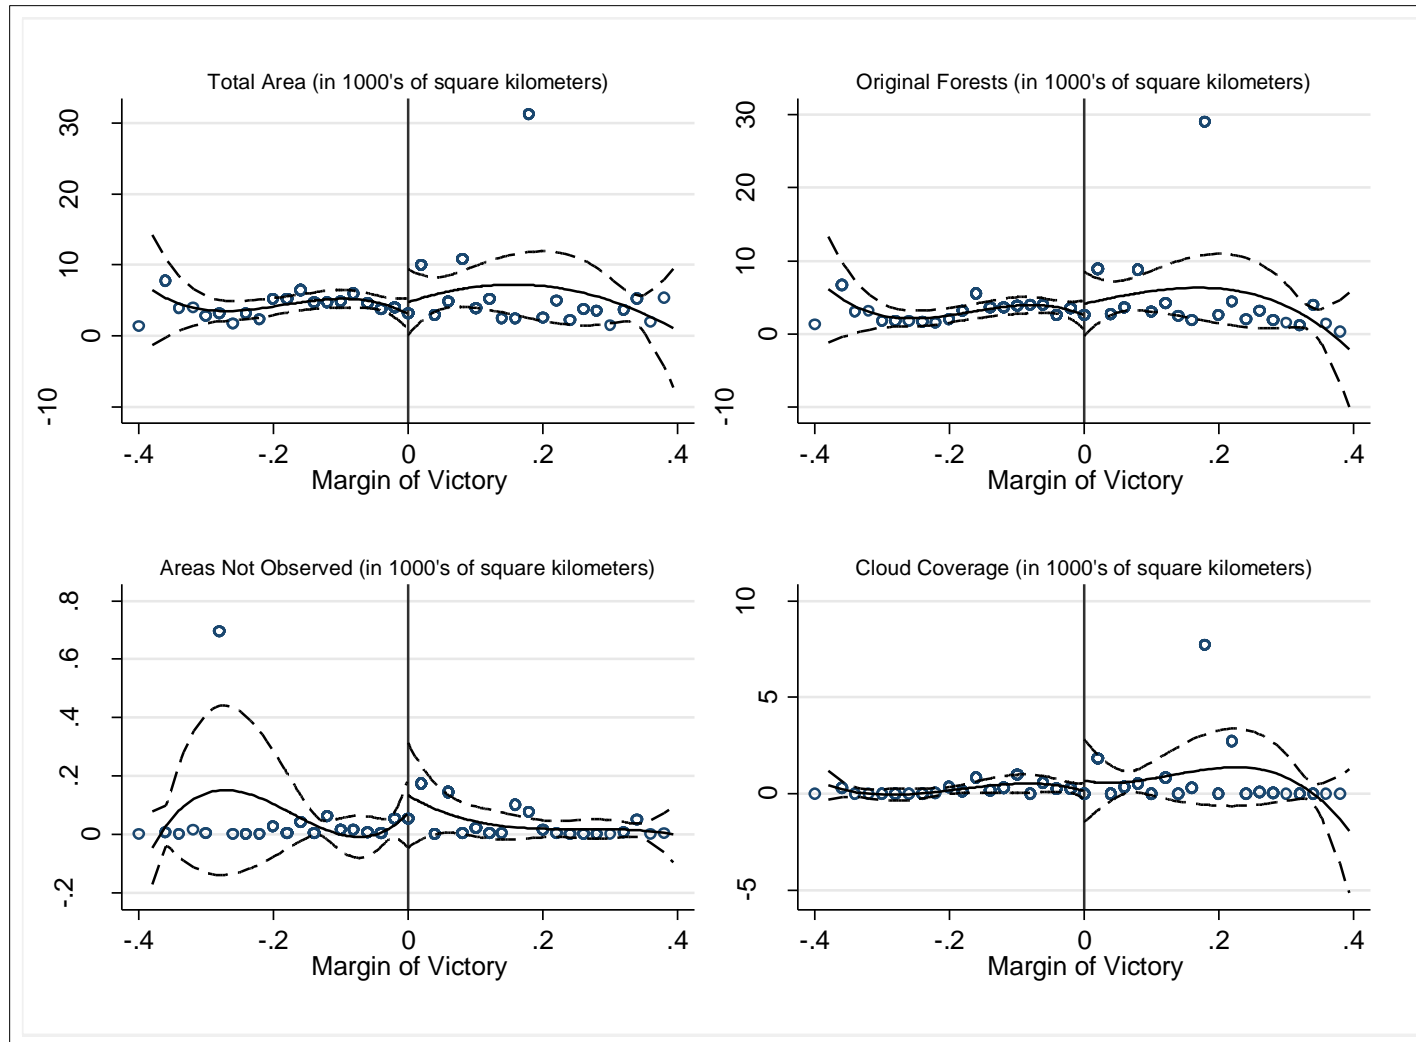 Total Area (in 1000's of square kilometers)
30
20
10
0
-10
-.4 -.2 0 .2 .4
Margin of Victory
Original Forests (in 1000's of square kilometers)
30
20
10
0
-10
-.4 -.2 0 .2 .4
Margin of Victory
Areas Not Observed (in 1000's of square kilometers)
.8
.6
.4
.2
0
-.2
-.4 -.2 0 .2 .4
Margin of Victory
Cloud Coverage (in 1000's of square kilometers)
10
5
0
-5
-.4 -.2 0 .2 .4
Margin of Victory